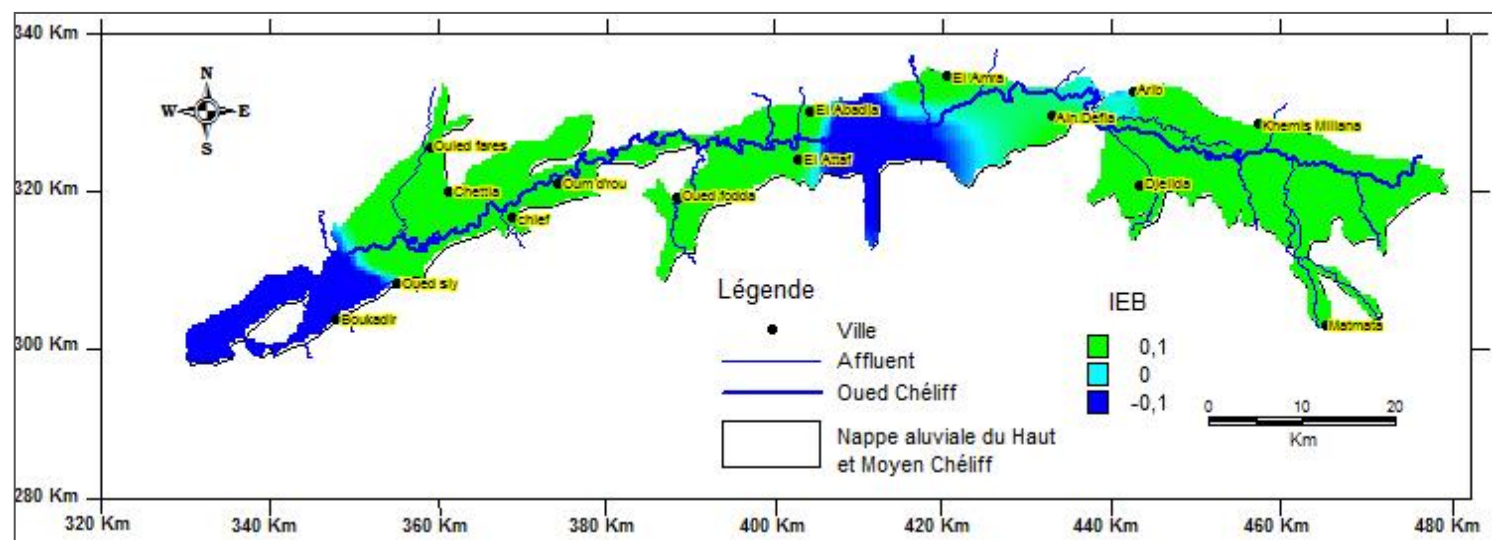 340 Km
N
W
E
S
El Amra
El Abadia
Arib
Ain Defla
Khemis Miliana
Ouled fares
El Attaf
320 Km
Chettia
Oum d'rou
Oued fodda
Djelida
chlef
Oued sly
Légende
IEB
Boukadir
Ville
Matmata
300 Km
Affluent
0,1
0
Oued Chéliff
-0,1
0
10
20
Nappe aluviale du Haut
et Moyen Chéliff
Km
280 Km
320 Km
340 Km
360 Km
380 Km
400 Km
420 Km
440 Km
460 Km
480 Km